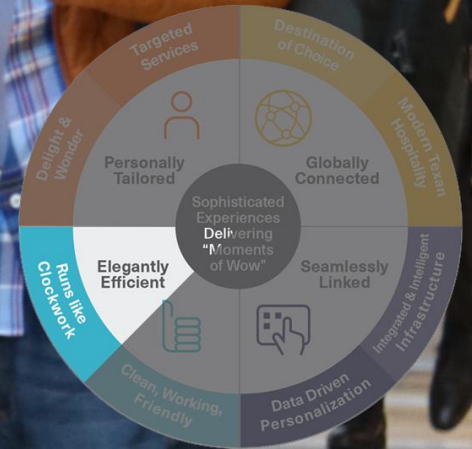 Targeted
Services
Destination
of Choice
Delight &
Wonder
Modern Texan
Hospitality
Personally
Tailored
Globally
Connected
Sophisticated
Experiences
Delivering
“Moments
of Wow”
Elegantly
Efficient
Seamlessly
Linked
Runs like
Clockwork
Integrated & Intelligent
Infrastructure
Clean, Working,
Friendly
Data Driven
Personalization